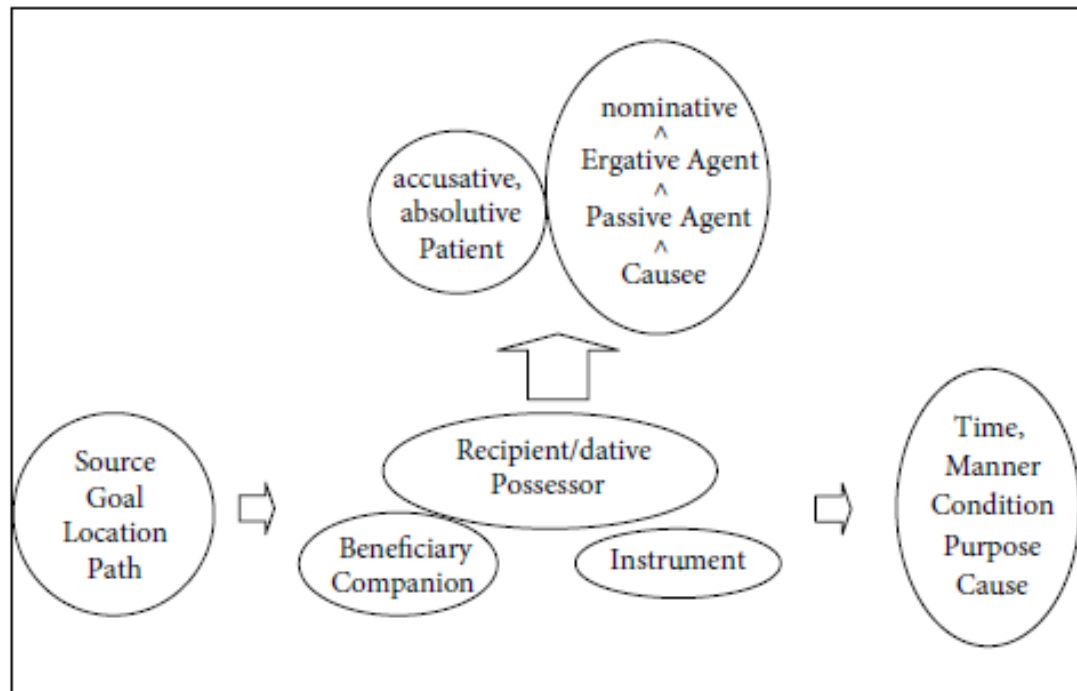 nominative
^
Ergative Agent
^
Passive Agent
^
Causee
accusative,
absolutive
Patient
Source
Goal
Location
Path
Recipient/dative
Possessor
Beneficiary
Companion
Instrument
Time,
Manner
Condition
Purpose
Cause